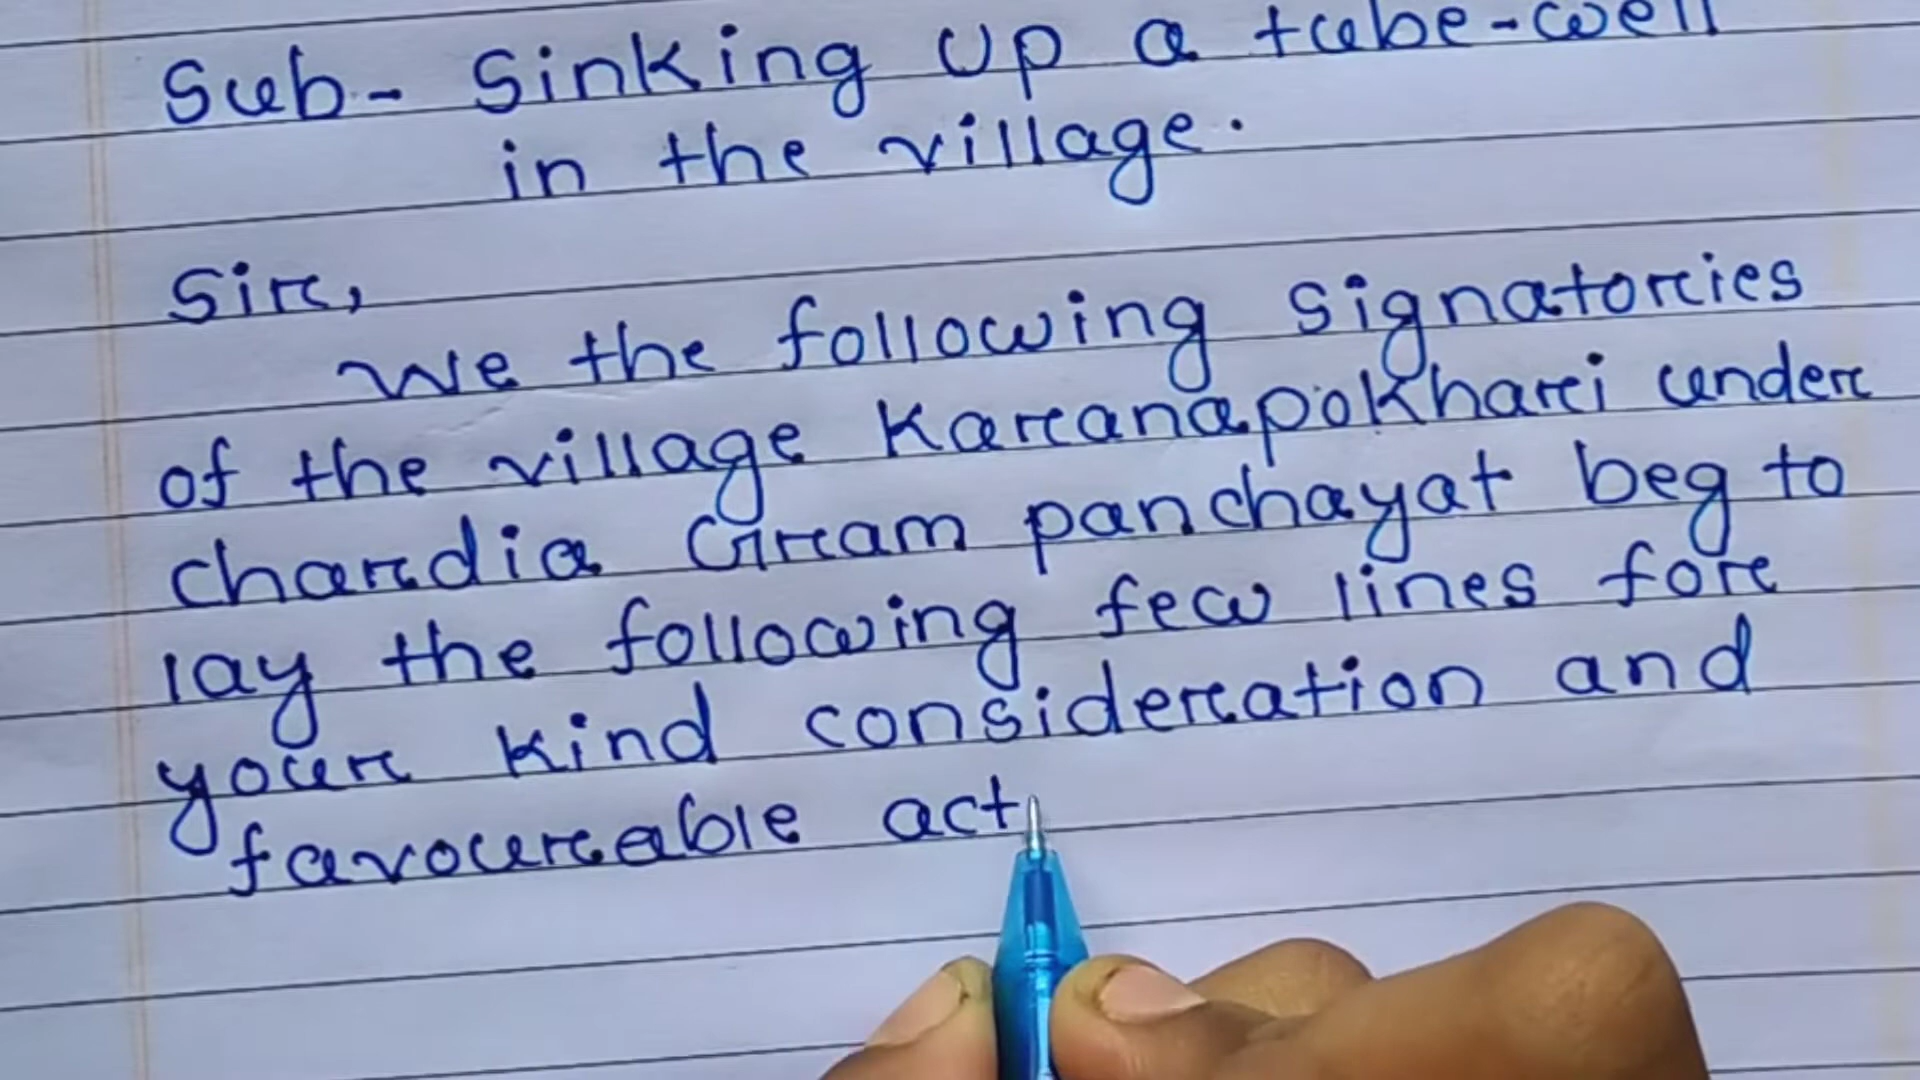 Sub- Sinking up a tube-well
in the village.
Sir,
We the following signatories
of the village Karanapokhari under
chardia Gram panchayat beg to
lay the following few lines for
your kind consideration and
favourable act